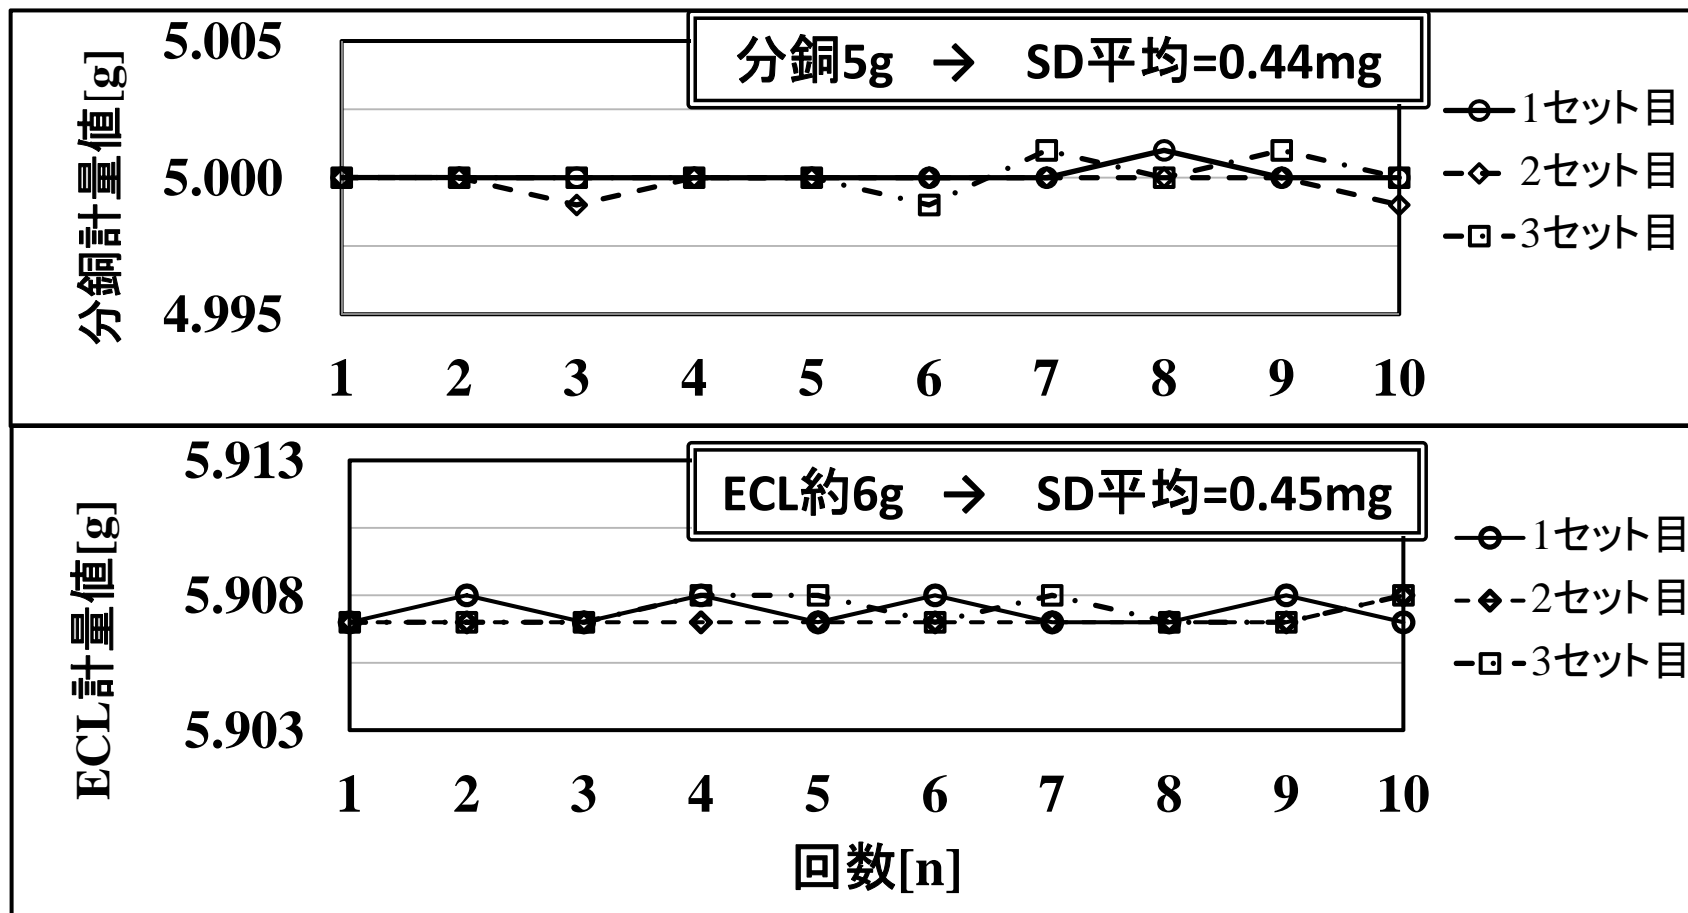 分銅計量値[g]
5.005
5.000
4.995
分銅5g → SD平均=0.44mg
1セット目
2セット目
3セット目
1 2 3 4 5 6 7 8 9 10
ECL計量値[g]
5.913
5.908
5.903
ECL約6g → SD平均=0.45mg
1セット目
2セット目
3セット目
1 2 3 4 5 6 7 8 9 10
回数[n]